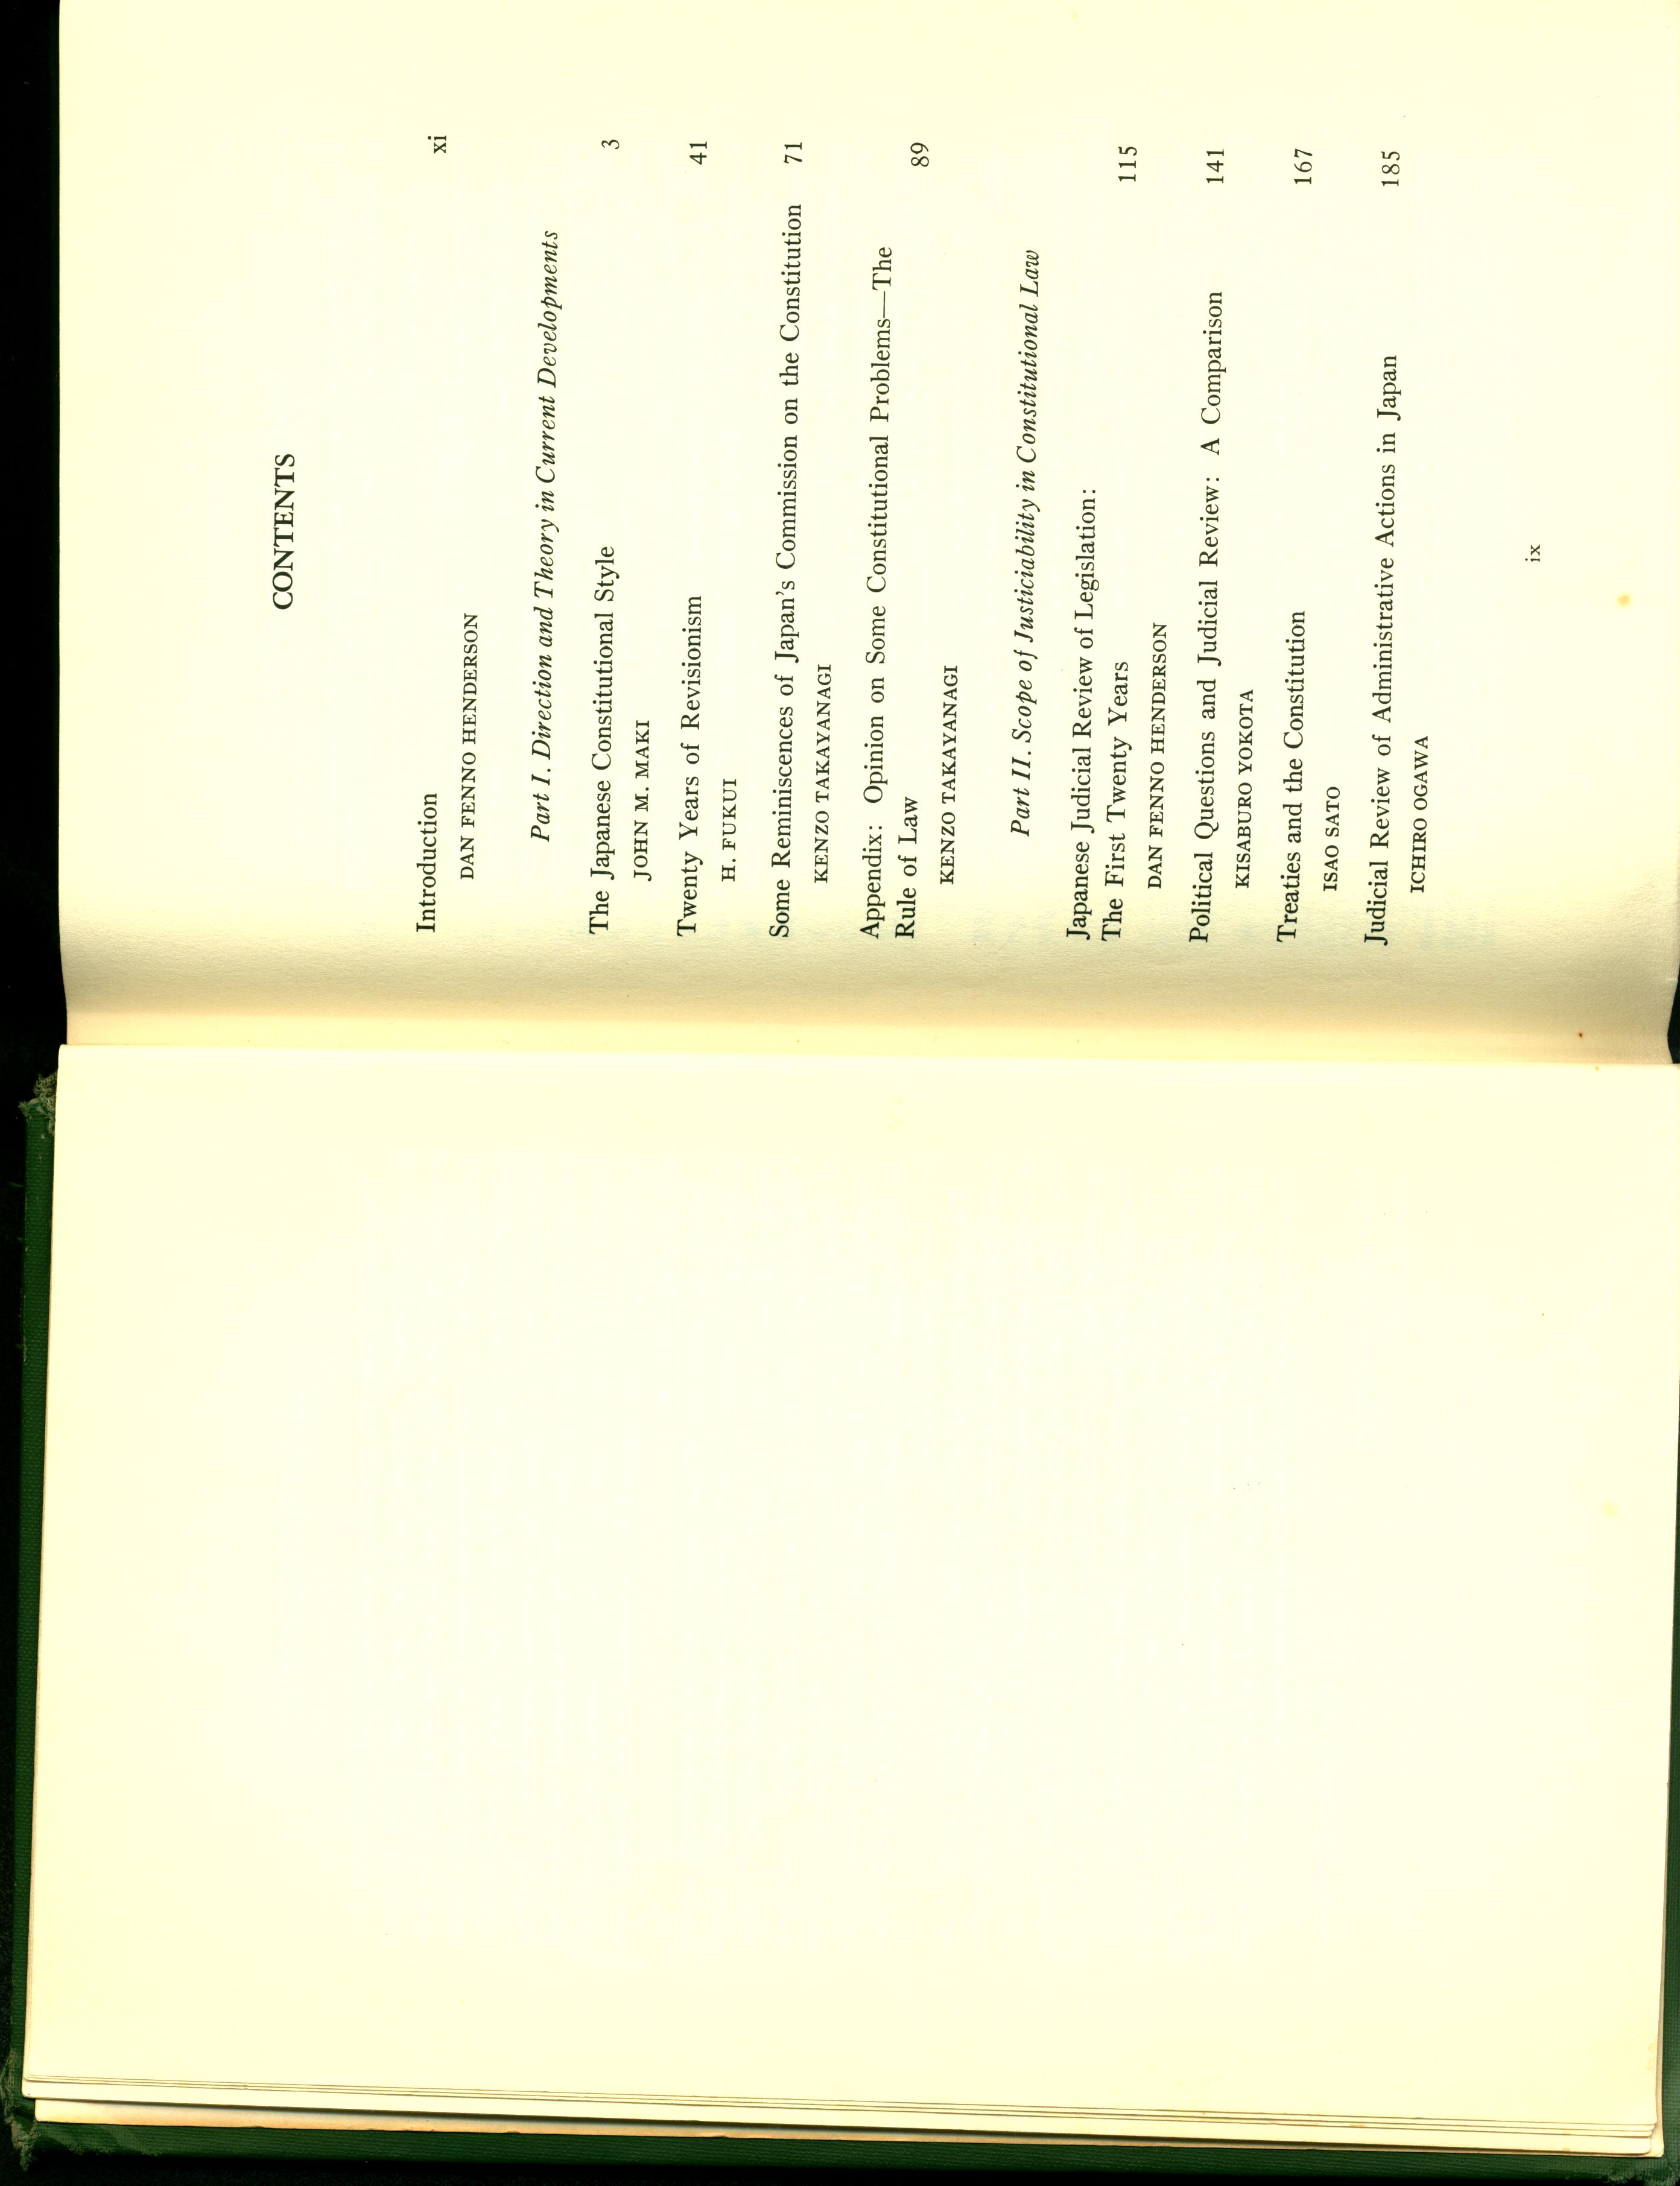 CONTENTS
Introduction xi
DAN FENNO HENDERSON
Part I. Direction and Theory in Current Developments
The Japanese Constitutional Style 3
JOHN M. MAKI
Twenty Years of Revisionism 41
H. FUKUI
Some Reminiscences of Japan's Commission on the Constitution 71
KENZO TAKAYANAGI
Appendix: Opinion on Some Constitutional Problems—The
Rule of Law 89
KENZO TAKAYANAGI
Part II. Scope of Justiciability in Constitutional Law
Japanese Judicial Review of Legislation:
The First Twenty Years 115
DAN FENNO HENDERSON
Political Questions and Judicial Review: A Comparison 141
KISABURO YOKOTA
Treaties and the Constitution 167
ISAO SATO
Judicial Review of Administrative Actions in Japan 185
ICHIRO OGAWA
ix